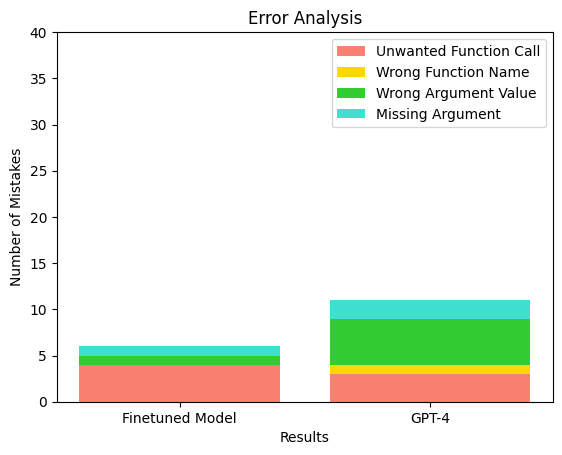 Error Analysis
Unwanted Function Call
Wrong Function Name
Wrong Argument Value
Missing Argument
Number of Mistakes
40
35
30
25
20
15
10
5
0
Finetuned Model
GPT-4
Results